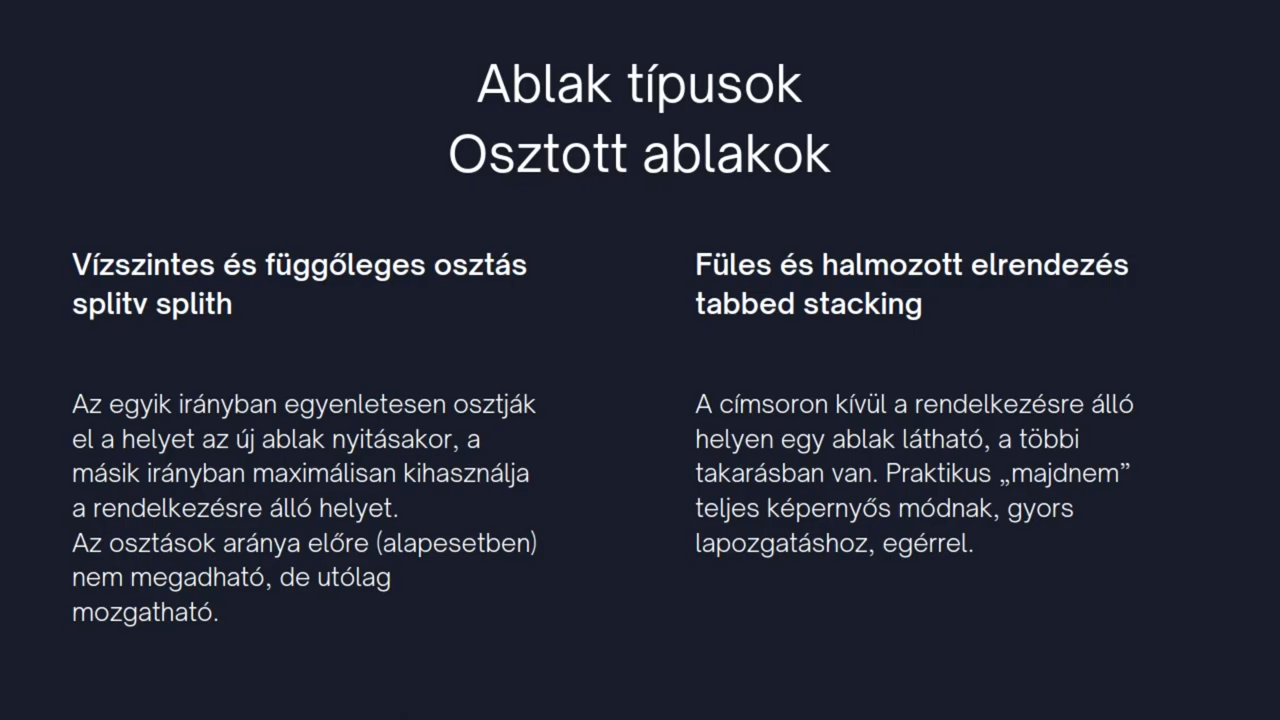 Ablak típusok
Osztott ablakok
Vízszintes és függőleges osztás
splitv splith
Az egyik irányban egyenletesen osztják
el a helyet az új ablak nyitásakor, a
másik irányban maximálisan kihasználja
a rendelkezésre álló helyet.
Az osztások aránya előre (alapesetben)
nem megadható, de utólag
mozgatható.
Füles és halmozott elrendezés
tabbed stacking
A címsoron kívül a rendelkezésre álló
helyen egy ablak látható, a többi
takarásban van. Praktikus „majdnem”
teljes képernyős módnak, gyors
lapozgatáshoz, egérrel.